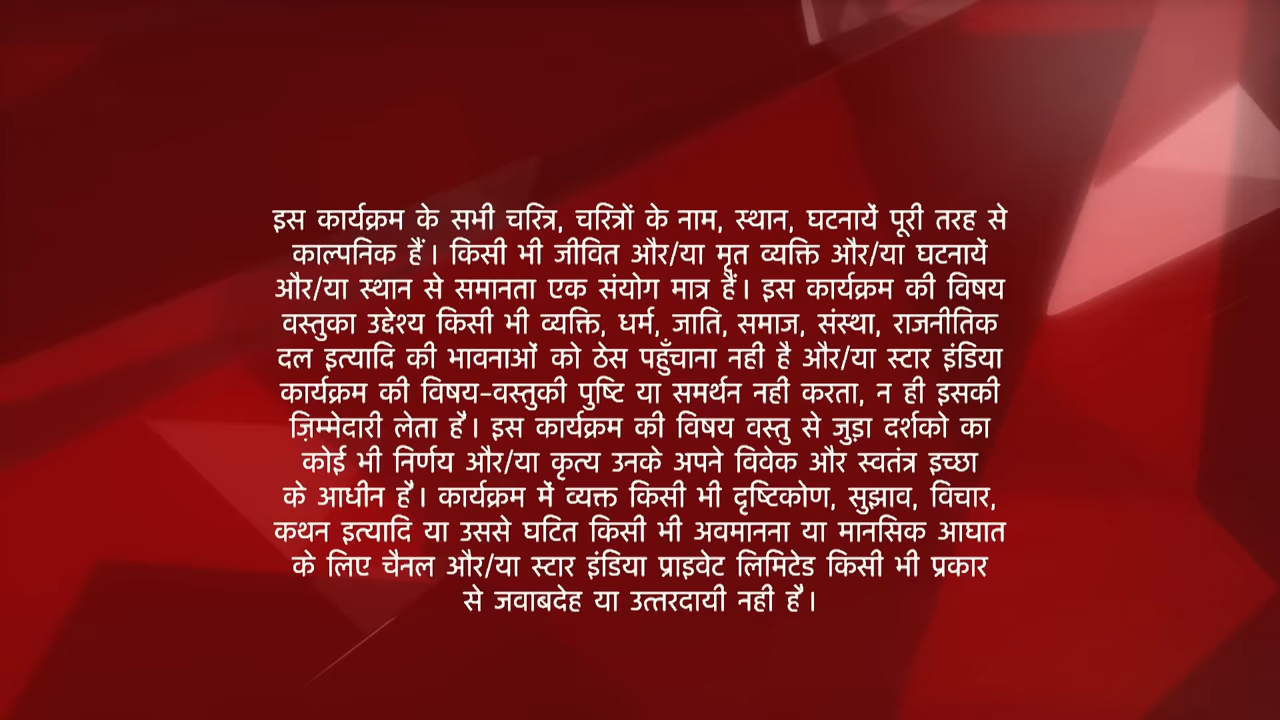 इस कार्यक्रम के सभी चरित्र, चरित्रों के नाम, स्थान, घटनायें पूरी तरह से
काल्पनिक हैं। किसी भी जीवित और/या मृत व्यक्ति और/या घटनायें
और/या स्थान से समानता एक संयोग मात्र हैं। इस कार्यक्रम की विषय
वस्तुका उद्देश्य किसी भी व्यक्ति, धर्म, जाति, समाज, संस्था, राजनीतिक
दल इत्यादि की भावनाओं को ठेस पहुँचाना नही है और/या स्टार इंडिया
कार्यक्रम की विषय-वस्तुकी पुष्टि या समर्थन नही करता, न ही इसकी
ज़िम्मेदारी लेता हैं। इस कार्यक्रम की विषय वस्तु से जुड़ा दर्शको का
कोई भी निर्णय और/या कृत्य उनके अपने विवेक और स्वतंत्र इच्छा
के आधीन हैं। कार्यक्रम में व्यक्त किसी भी दृष्टिकोण, सुझाव, विचार,
कथन इत्यादि या उससे घटित किसी भी अवमानना या मानसिक आघात
के लिए चैनल और/या स्टार इंडिया प्राइवेट लिमिटेड किसी भी प्रकार
से जवाबदेह या उत्तरदायी नही हैं।